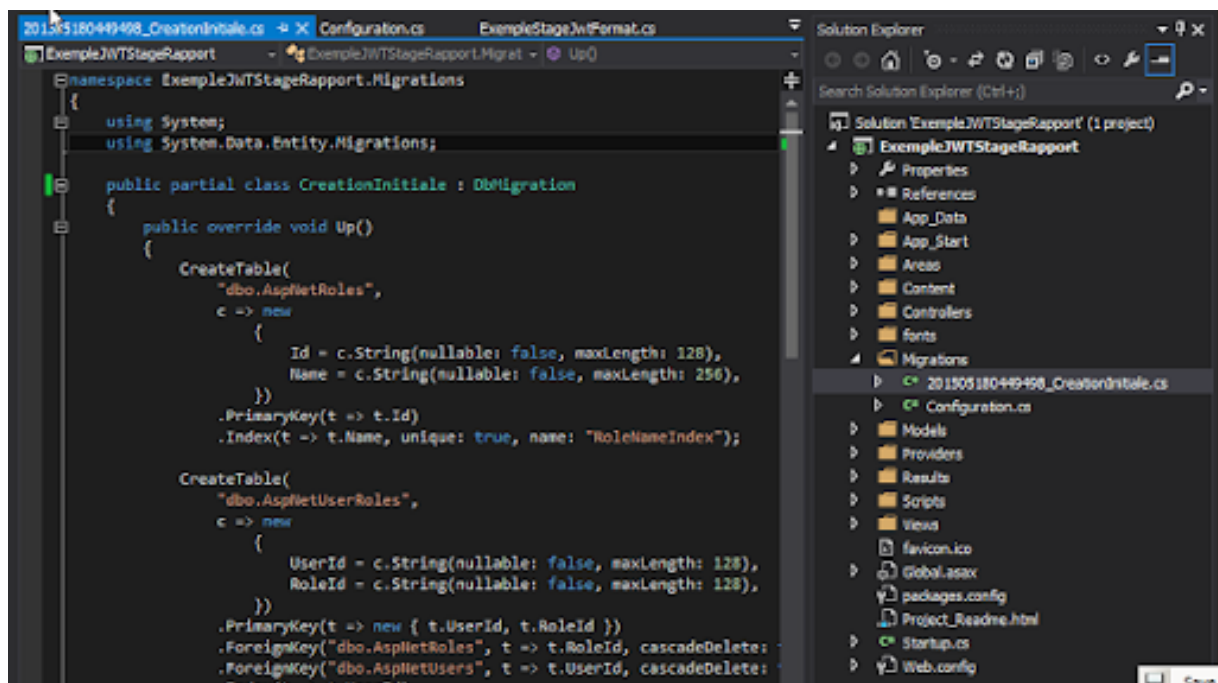 201505180449498_CreationInitiale.cs Configuration.cs ExempleStageJwtFormat.cs
ExempleJWTStageRapport ExempleJWTStageRapport.Migrat Up()
namespace ExempleJWTStageRapport.Migrations
{
using System;
using System.Data.Entity.Migrations;
public partial class CreationInitiale : DbMigration
{
public override void Up()
{
CreateTable(
"dbo.AspNetRoles",
c => new
{
Id = c.String(nullable: false, maxLength: 128),
Name = c.String(nullable: false, maxLength: 256),
})
.PrimaryKey(t => t.Id)
.Index(t => t.Name, unique: true, name: "RoleNameIndex");
CreateTable(
"dbo.AspNetUserRoles",
c => new
{
UserId = c.String(nullable: false, maxLength: 128),
RoleId = c.String(nullable: false, maxLength: 128),
})
.PrimaryKey(t => new { t.UserId, t.RoleId })
.ForeignKey("dbo.AspNetRoles", t => t.RoleId, cascadeDelete:
.ForeignKey("dbo.AspNetUsers", t => t.UserId, cascadeDelete:
Solution Explorer
Search Solution Explorer (Ctrl+;)
Solution 'ExempleJWTStageRapport' (1 project)
ExempleJWTStageRapport
Properties
References
App_Data
App_Start
Areas
Content
Controllers
fonts
Migrations
201505180449498_CreationInitiale.cs
Configuration.cs
Models
Providers
Results
Scripts
Views
favicon.ico
Global.asax
packages.config
Project_Readme.html
Startup.cs
Web.config